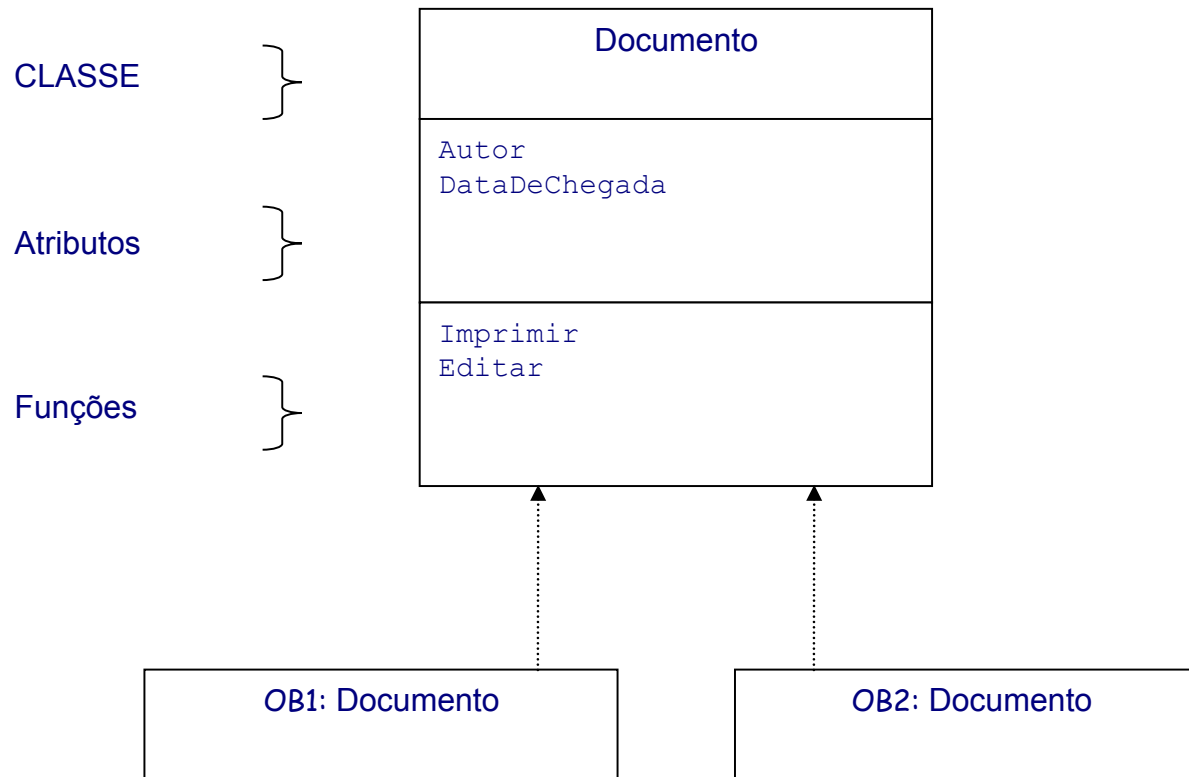 Documento
CLASSE
Autor
DataDeChegada
Atributos
Imprimir
Editar
Funções
OB1: Documento
OB2: Documento